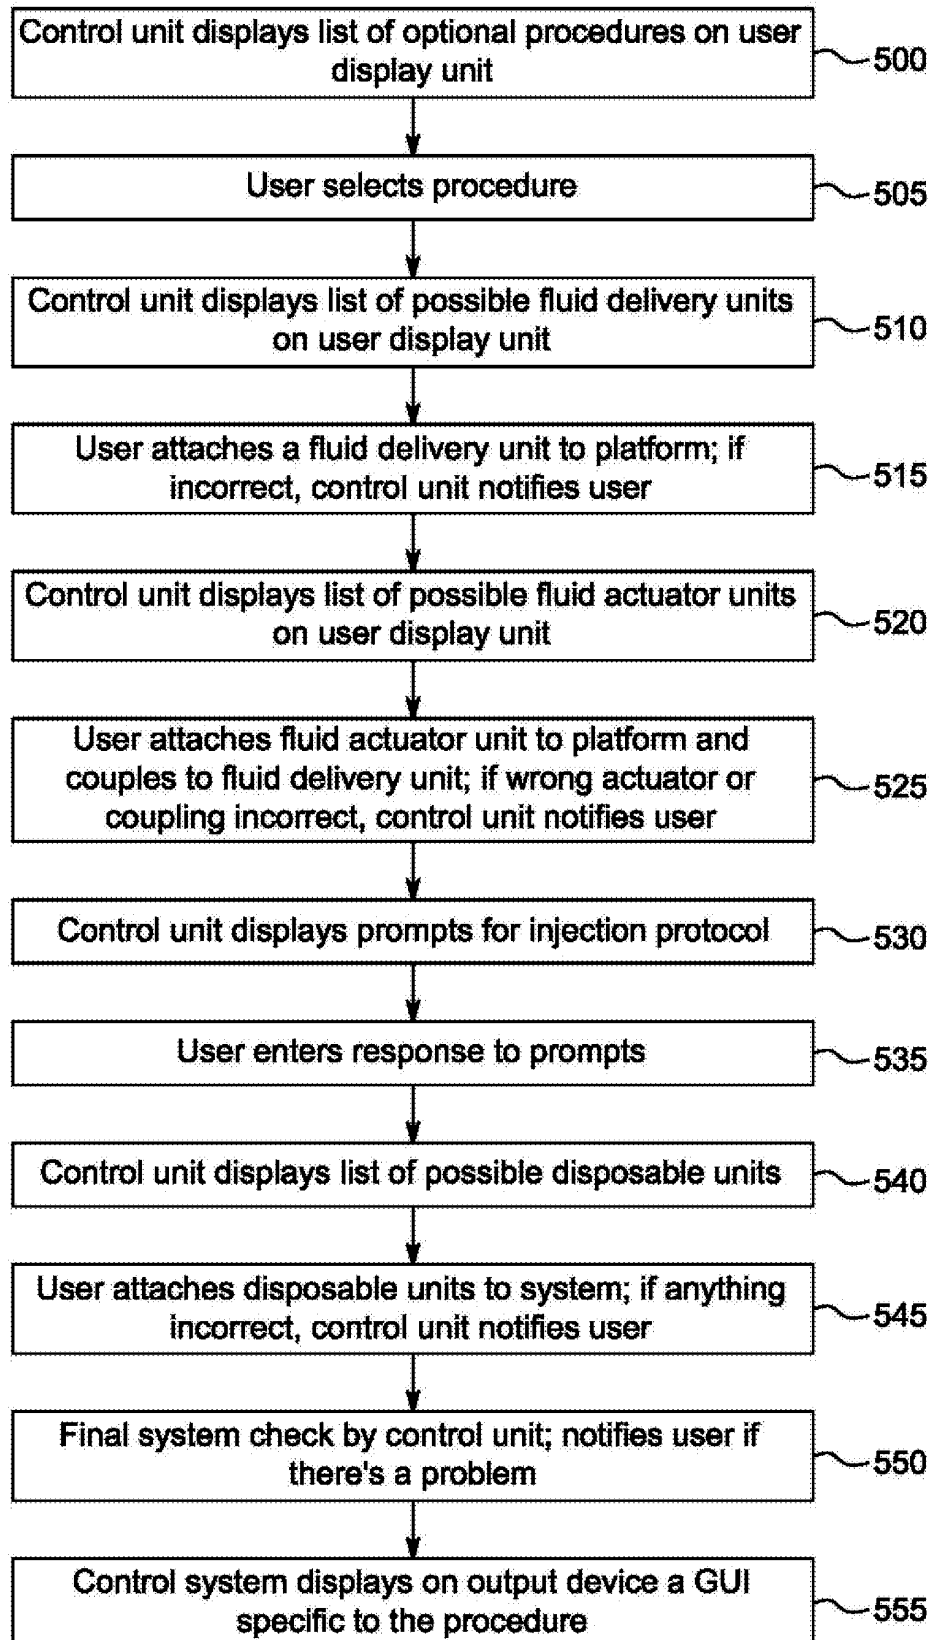 Control unit displays list of optional procedures on user
display unit
500
User selects procedure
505
Control unit displays list of possible fluid delivery units
on user display unit
510
User attaches a fluid delivery unit to platform; if
incorrect, control unit notifies user
515
Control unit displays list of possible fluid actuator units
on user display unit
520
User attaches fluid actuator unit to platform and
couples to fluid delivery unit; if wrong actuator or
coupling incorrect, control unit notifies user
525
Control unit displays prompts for injection protocol
530
User enters response to prompts
535
Control unit displays list of possible disposable units
540
User attaches disposable units to system; if anything
incorrect, control unit notifies user
545
Final system check by control unit; notifies user if
there's a problem
550
Control system displays on output device a GUI
specific to the procedure
555